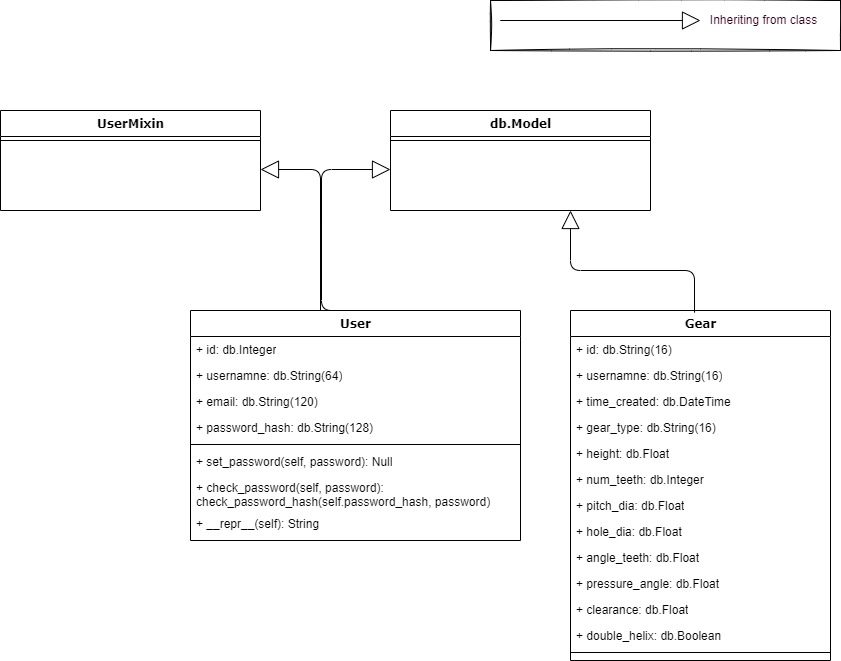 Inheriting from class
UserMixin
db.Model
User
+ id: db.Integer
+ usernamne: db.String(64)
+ email: db.String(120)
+ password_hash: db.String(128)
+ set_password(self, password): Null
+ check_password(self, password):
check_password_hash(self.password_hash, password)
+ __repr__(self): String
Gear
+ id: db.String(16)
+ usernamne: db.String(16)
+ time_created: db.DateTime
+ gear_type: db.String(16)
+ height: db.Float
+ num_teeth: db.Integer
+ pitch_dia: db.Float
+ hole_dia: db.Float
+ angle_teeth: db.Float
+ pressure_angle: db.Float
+ clearance: db.Float
+ double_helix: db.Boolean